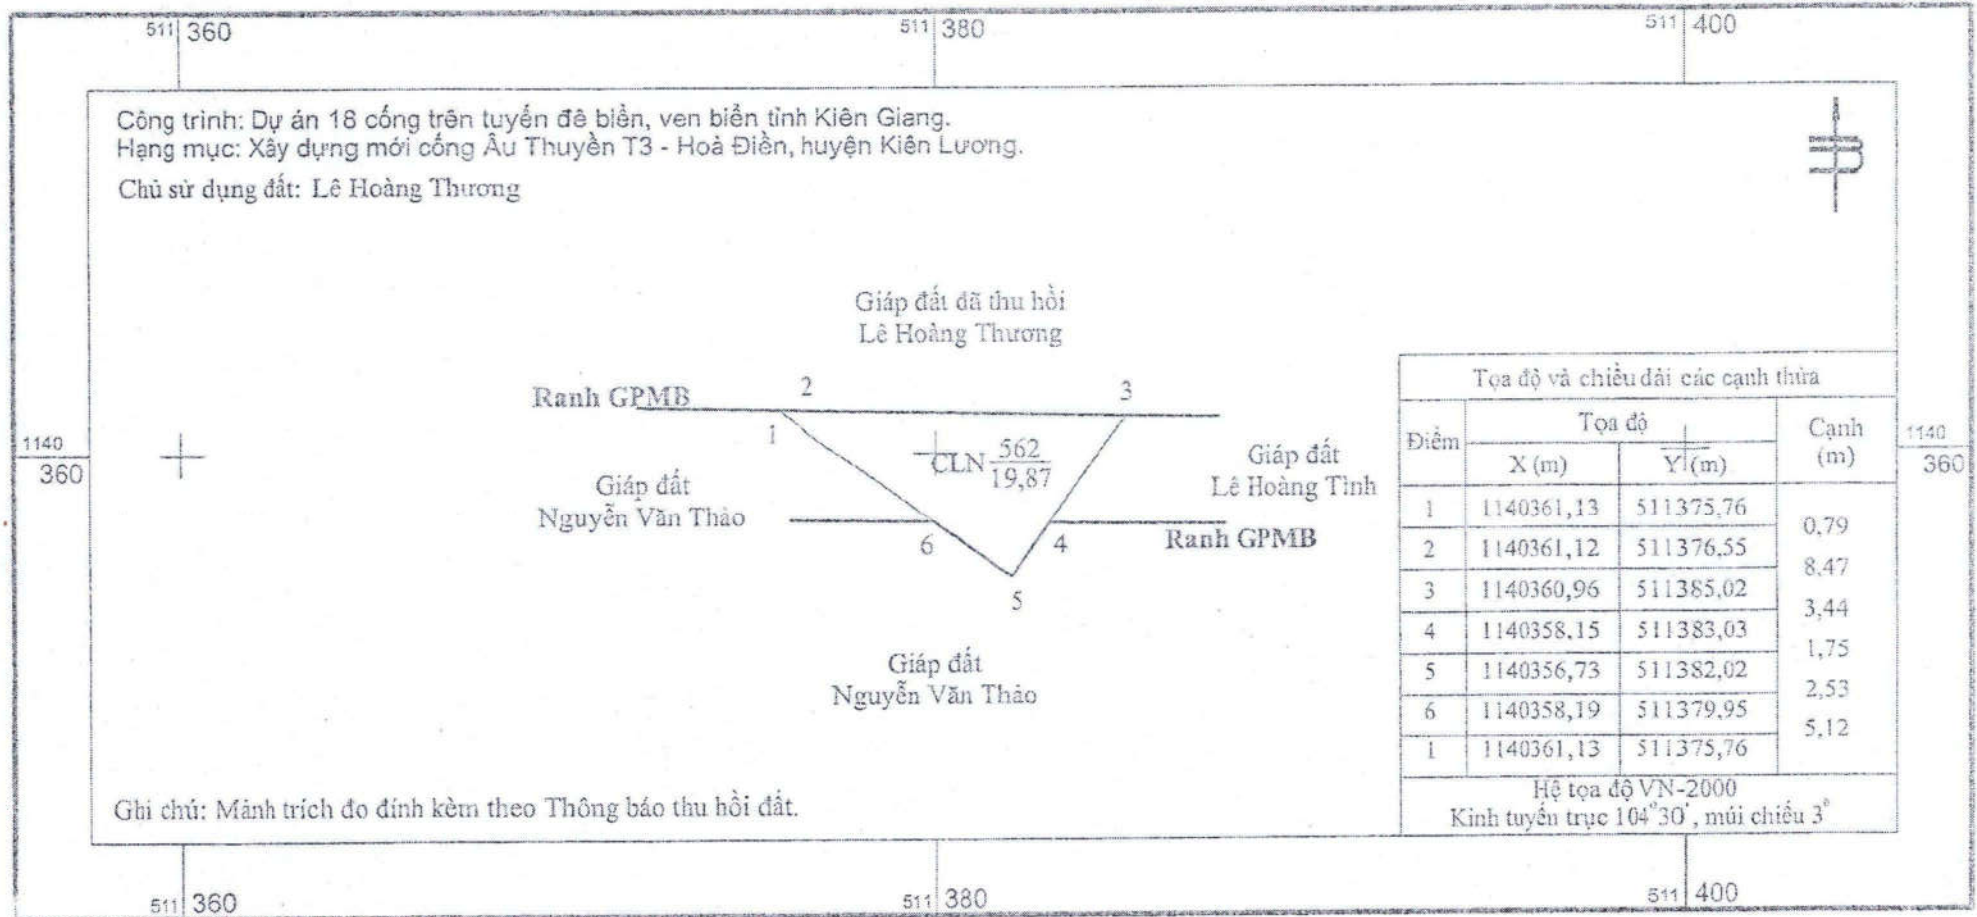 511 360
511 380
511 400
Công trình: Dự án 18 cống trên tuyến đê biển, ven biển tỉnh Kiên Giang.
Hạng mục: Xây dựng mới cống Âu Thuyền T3 - Hoà Điền, huyện Kiên Lương.
Chủ sử dụng đất: Lê Hoàng Thương
Giáp đất đã thu hồi
Lê Hoàng Thương
Ranh GPMB
2
3
1
1140
360
CLN 562
19,87
Giáp đất
Lê Hoàng Tình
Giáp đất
Nguyễn Văn Thảo
6
4
Ranh GPMB
5
Giáp đất
Nguyễn Văn Thảo
Tọa độ và chiều dài các cạnh thửa
Điểm Tọa độ Cạnh
X (m) Y (m) (m)
1 1140361,13 511375,76
0,79
2 1140361,12 511376,55
8,47
3 1140360,96 511385,02
3,44
4 1140358,15 511383,03
1,75
5 1140356,73 511382,02
2,53
6 1140358,19 511379,95
5,12
1 1140361,13 511375,76
Hệ tọa độ VN-2000
Kinh tuyến trục 104°30', múi chiếu 3°
1140
360
Ghi chú: Mảnh trích đo đính kèm theo Thông báo thu hồi đất.
511 360
511 380
511 400